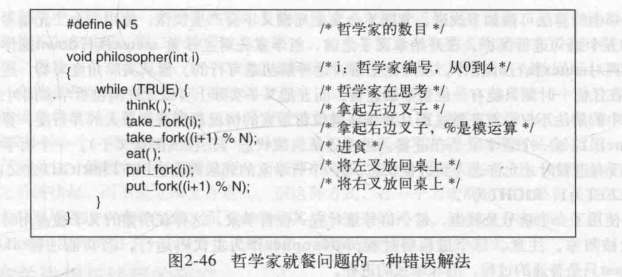 #define N 5 /* 哲学家的数目 */
void philosopher(int i) /* i:哲学家编号,从0到4 */
{
while (TRUE) {
think(); /* 哲学家在思考 */
take_fork(i); /* 拿起左边叉子 */
take_fork((i+1) % N); /* 拿起右边叉子,%是模运算 */
eat(); /* 进食 */
put_fork(i); /* 将左叉放回桌上 */
put_fork((i+1) % N); /* 将右叉放回桌上 */
}
}
图2-46 哲学家就餐问题的一种错误解法